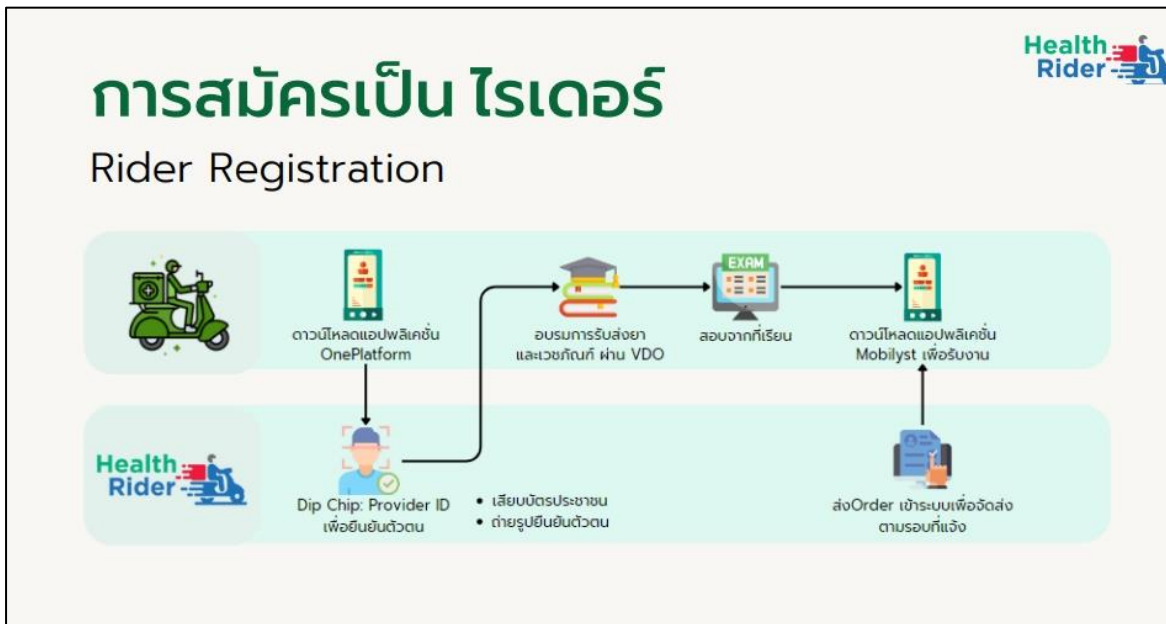 Health
Rider
การสมัครเป็น ไรเดอร์
Rider Registration
ดาวน์โหลดแอปพลิเคชั่น
OnePlatform
อบรมการรับส่งยา
และเวชภัณฑ์ ผ่าน VDO
EXAM
สอบจากที่เรียน
ดาวน์โหลดแอปพลิเคชั่น
Mobilyst เพื่อรับงาน
Health
Rider
Dip Chip: Provider ID
เพื่อยืนยันตัวตน
• เสียบบัตรประชาชน
• ถ่ายรูปยืนยันตัวตน
ส่งOrder เข้าระบบเพื่อจัดส่ง
ตามรอบที่แจ้ง